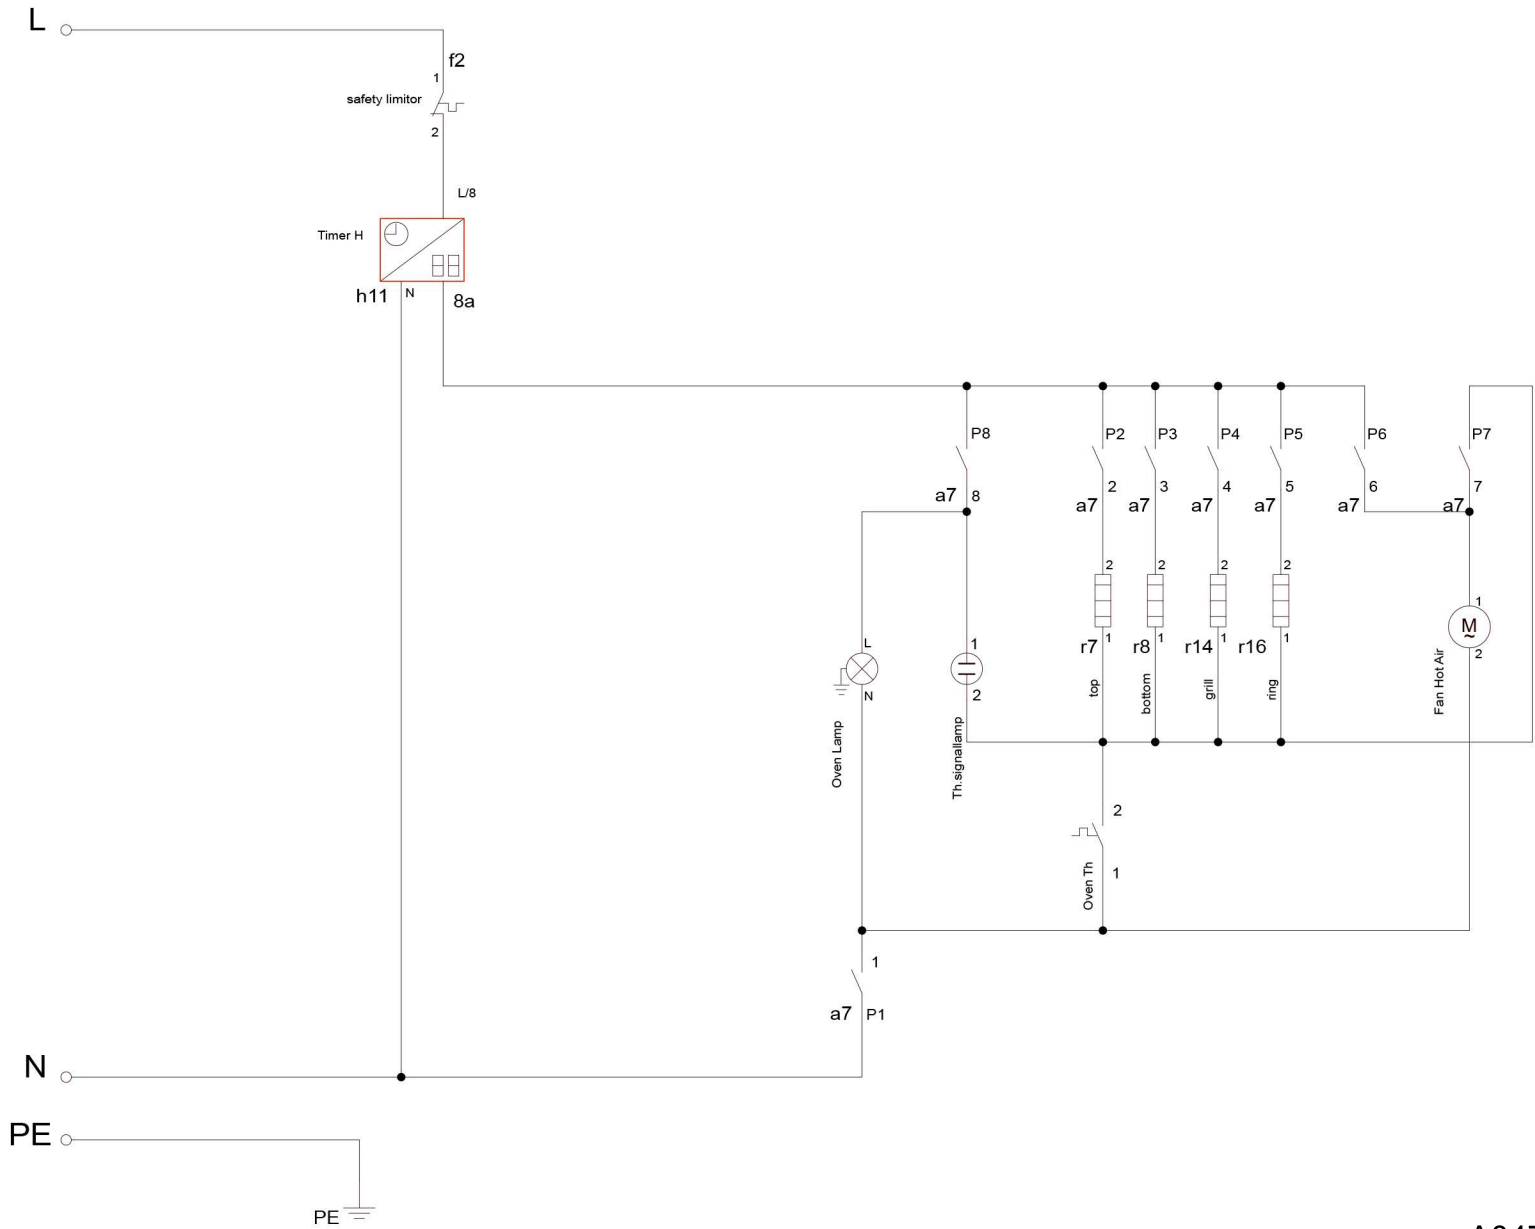 L
f2
1
safety limitor
2
L/8
Timer H
h11
N
8a
P8
P2
P3
P4
P5
P6
P7
a7
8
2
a7
3
a7
4
a7
5
a7
6
a7
7
a7
2
2
2
2
1
M
~
2
Fan Hot Air
r7
1
r8
1
r14
1
r16
1
top
bottom
grill
ring
L
N
Oven Lamp
1
2
Th.signallamp
2
Oven Th
1
1
a7
P1
N
PE
PE